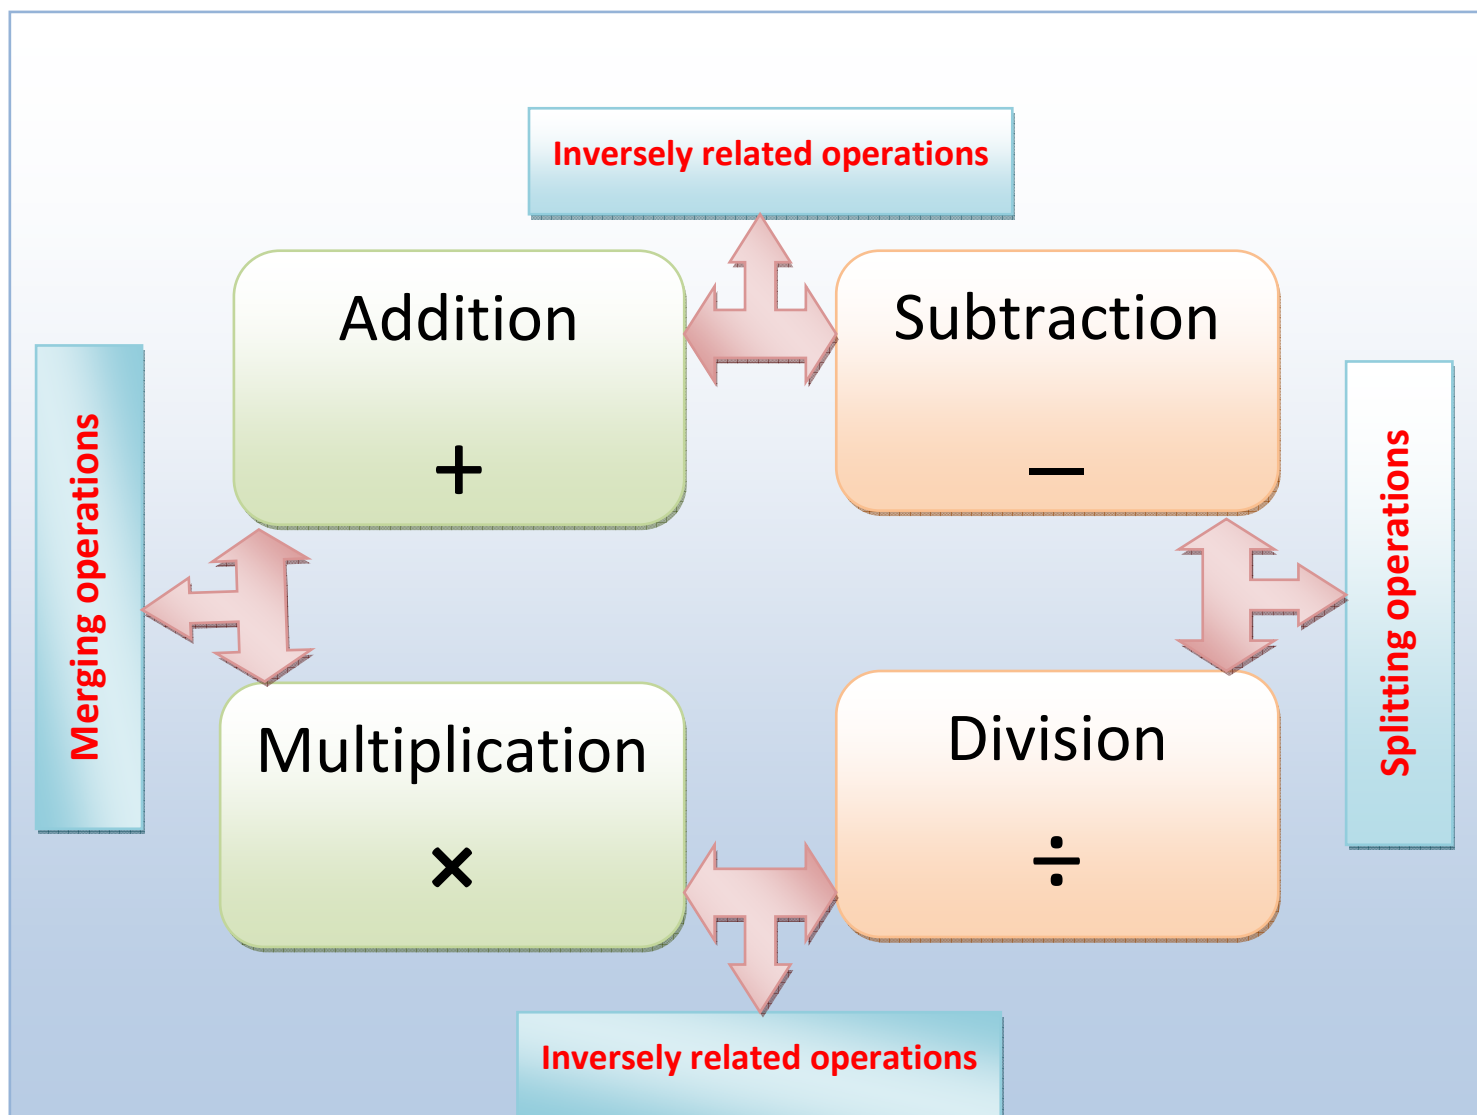 Inversely related operations
Addition
+
Subtraction
–
Merging operations
Splitting operations
Multiplication
×
Division
÷
Inversely related operations